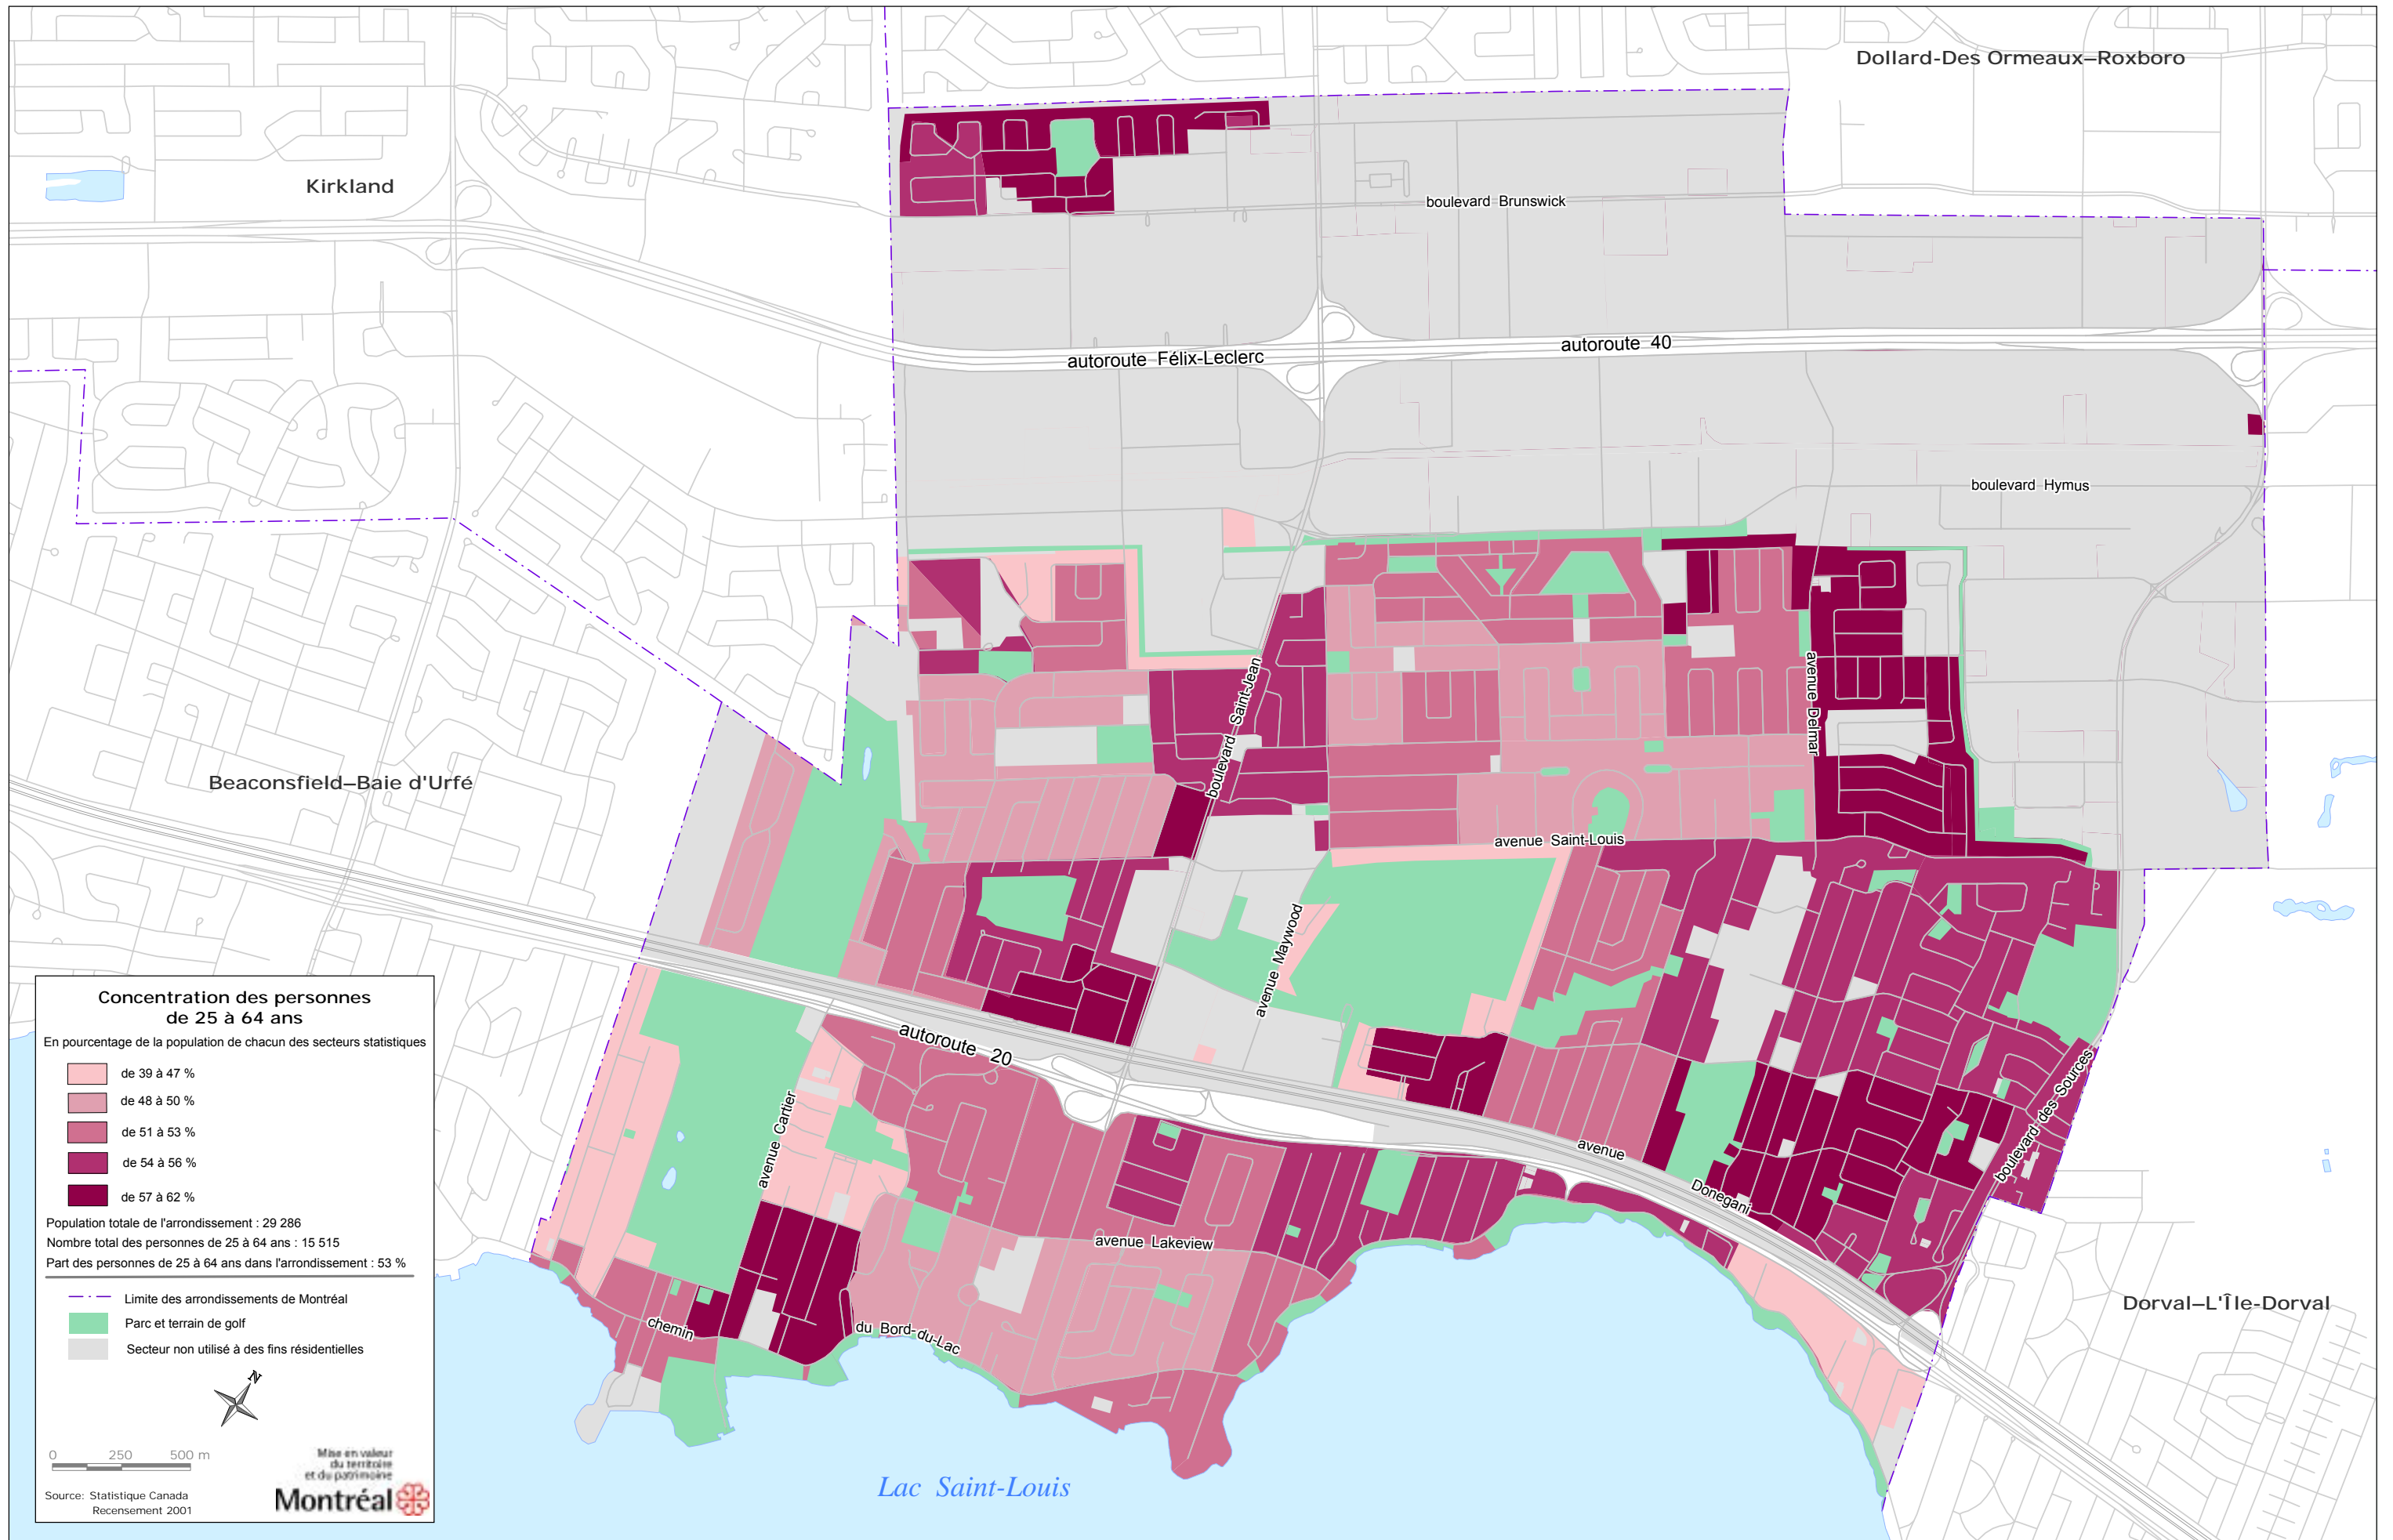 Dollard-Des Ormeaux–Roxboro
Kirkland
boulevard Brunswick
autoroute Félix-Leclerc
autoroute 40
boulevard Hymus
boulevard Saint-Jean
avenue Delmar
Beaconsfield–Baie d'Urfé
avenue Saint-Louis
avenue Maywood
autoroute 20
avenue Cartier
avenue
Donegani
boulevard des Sources
avenue Lakeview
chemin
du Bord-du-Lac
Dorval–L'Île-Dorval
Lac Saint-Louis
Concentration des personnes
de 25 à 64 ans
En pourcentage de la population de chacun des secteurs statistiques
de 39 à 47 %
de 48 à 50 %
de 51 à 53 %
de 54 à 56 %
de 57 à 62 %
Population totale de l'arrondissement : 29 286
Nombre total des personnes de 25 à 64 ans : 15 515
Part des personnes de 25 à 64 ans dans l'arrondissement : 53 %
Limite des arrondissements de Montréal
Parc et terrain de golf
Secteur non utilisé à des fins résidentielles
N
0 250 500 m
Mise en valeur
du territoire
et du patrimoine
Montréal
Source: Statistique Canada
Recensement 2001